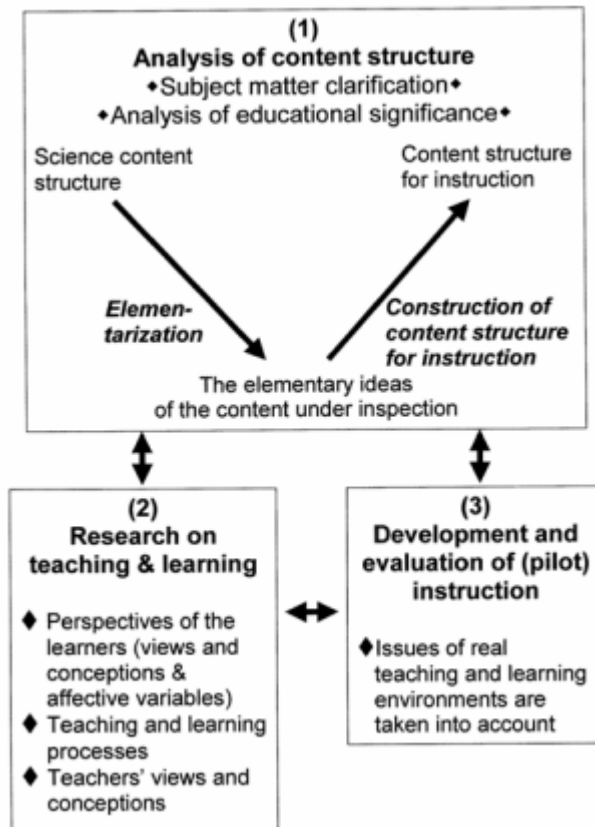 (1)
Analysis of content structure
◆Subject matter clarification◆
◆Analysis of educational significance◆
Science content
structure
Content structure
for instruction
Elemen-
tarization
Construction of
content structure
for instruction
The elementary ideas
of the content under inspection
(2)
Research on
teaching & learning
◆ Perspectives of the
learners (views and
conceptions &
affective variables)
◆ Teaching and learning
processes
◆ Teachers' views and
conceptions
(3)
Development and
evaluation of (pilot)
instruction
◆Issues of real
teaching and learning
environments are
taken into account